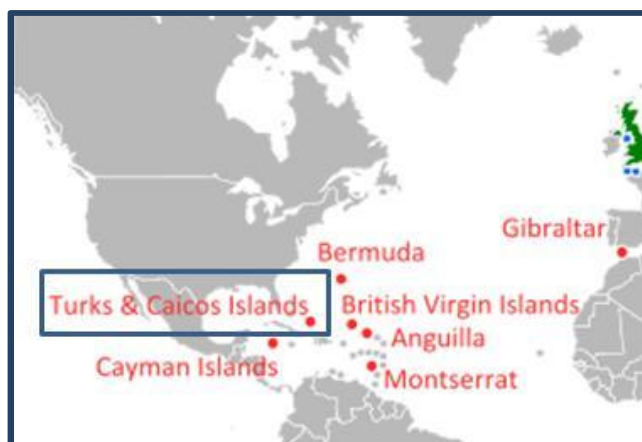 Gibraltar
Bermuda
Turks & Caicos Islands
British Virgin Islands
Anguilla
Cayman Islands
Montserrat